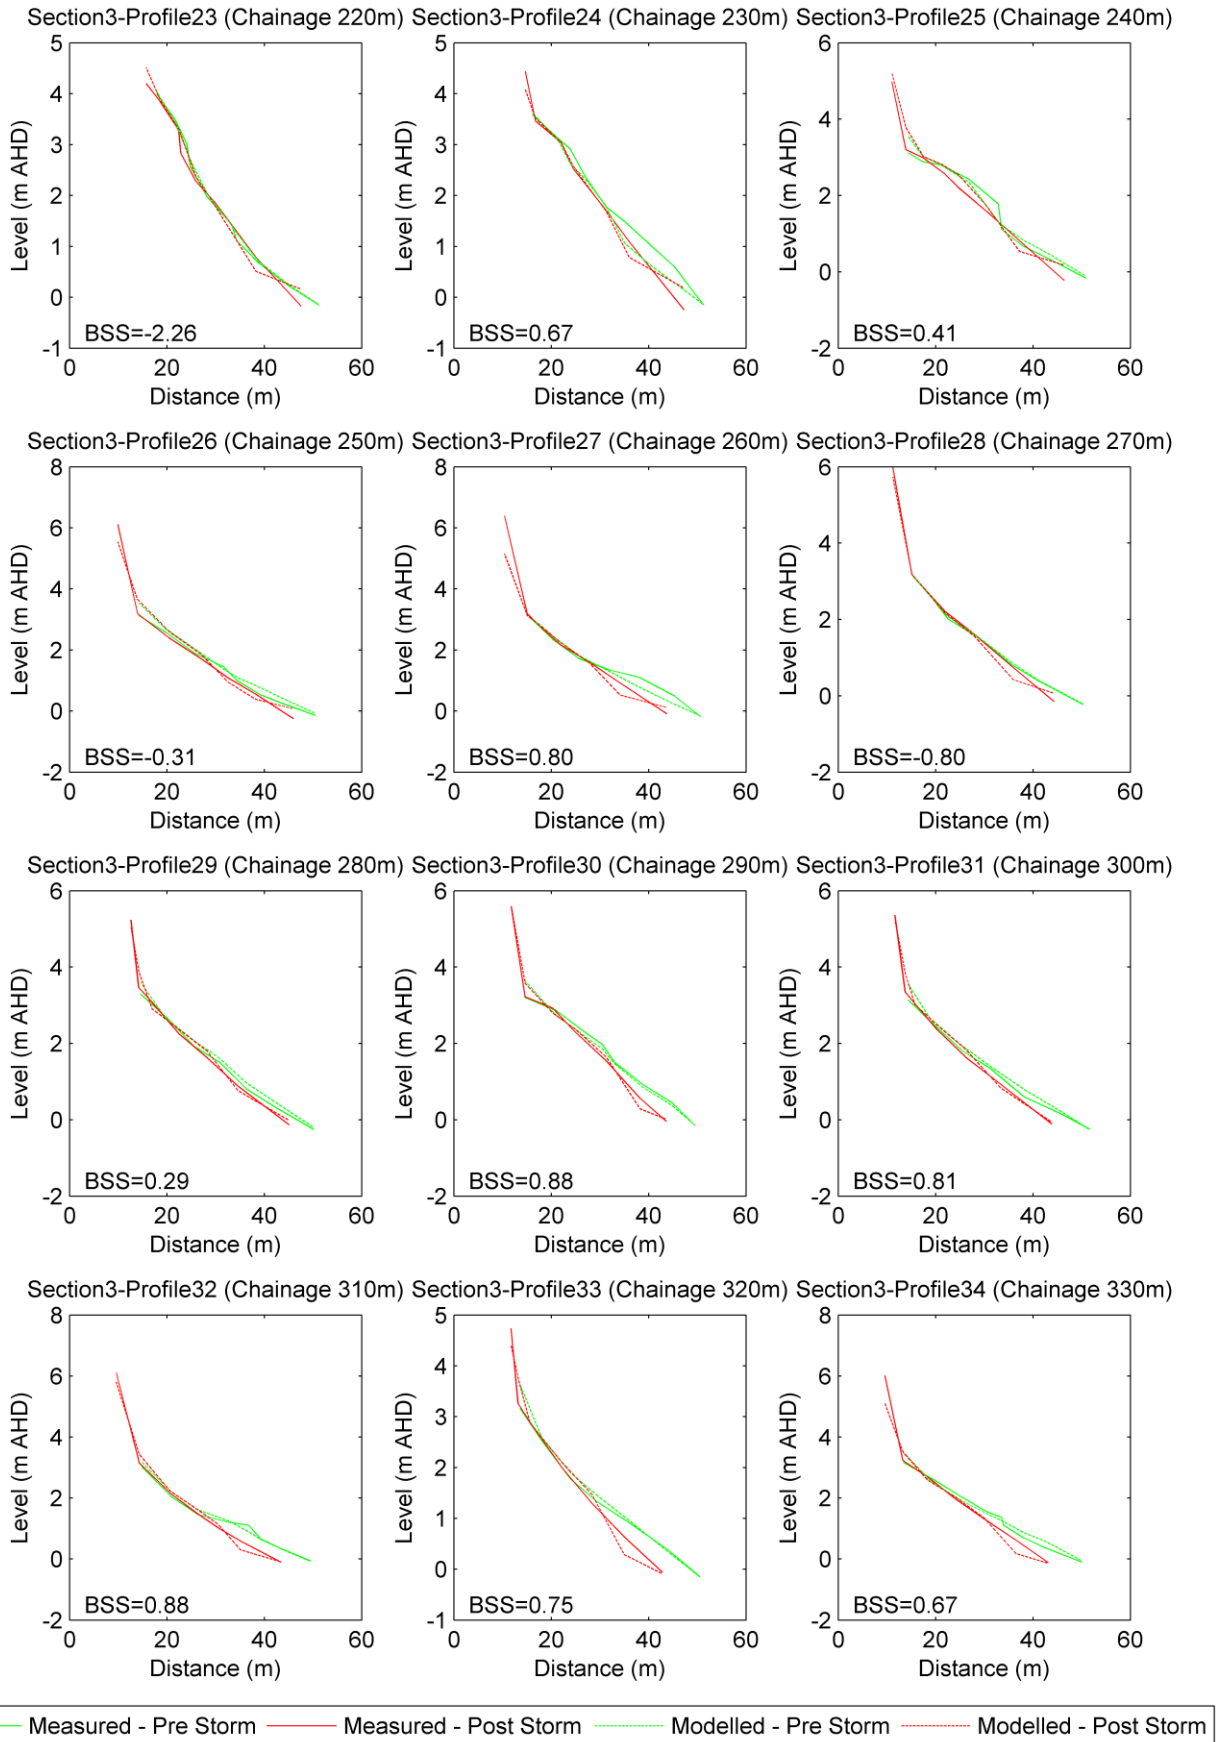 Section3-Profile23 (Chainage 220m) Section3-Profile24 (Chainage 230m) Section3-Profile25 (Chainage 240m)
5 5 6
4 4
3 3 4
2 2 2
1 1
0 0 0
-1 -1 -2
Level (m AHD) Level (m AHD) Level (m AHD)
BSS=-2.26 BSS=0.67 BSS=0.41
0 20 40 60 0 20 40 60 0 20 40 60
Distance (m) Distance (m) Distance (m)
Section3-Profile26 (Chainage 250m) Section3-Profile27 (Chainage 260m) Section3-Profile28 (Chainage 270m)
8 8 6
6 6
4 4 4
2 2 2
0 0 0
-2 -2 -2
Level (m AHD) Level (m AHD) Level (m AHD)
BSS=-0.31 BSS=0.80 BSS=-0.80
0 20 40 60 0 20 40 60 0 20 40 60
Distance (m) Distance (m) Distance (m)
Section3-Profile29 (Chainage 280m) Section3-Profile30 (Chainage 290m) Section3-Profile31 (Chainage 300m)
6 6 6
4 4 4
2 2 2
0 0 0
-2 -2 -2
Level (m AHD) Level (m AHD) Level (m AHD)
BSS=0.29 BSS=0.88 BSS=0.81
0 20 40 60 0 20 40 60 0 20 40 60
Distance (m) Distance (m) Distance (m)
Section3-Profile32 (Chainage 310m) Section3-Profile33 (Chainage 320m) Section3-Profile34 (Chainage 330m)
8 5 8
6 4 6
4 3 4
2 2 2
0 1 0
-2 0 -2
-1
Level (m AHD) Level (m AHD) Level (m AHD)
BSS=0.88 BSS=0.75 BSS=0.67
0 20 40 60 0 20 40 60 0 20 40 60
Distance (m) Distance (m) Distance (m)
Measured - Pre Storm Measured - Post Storm Modelled - Pre Storm Modelled - Post Storm